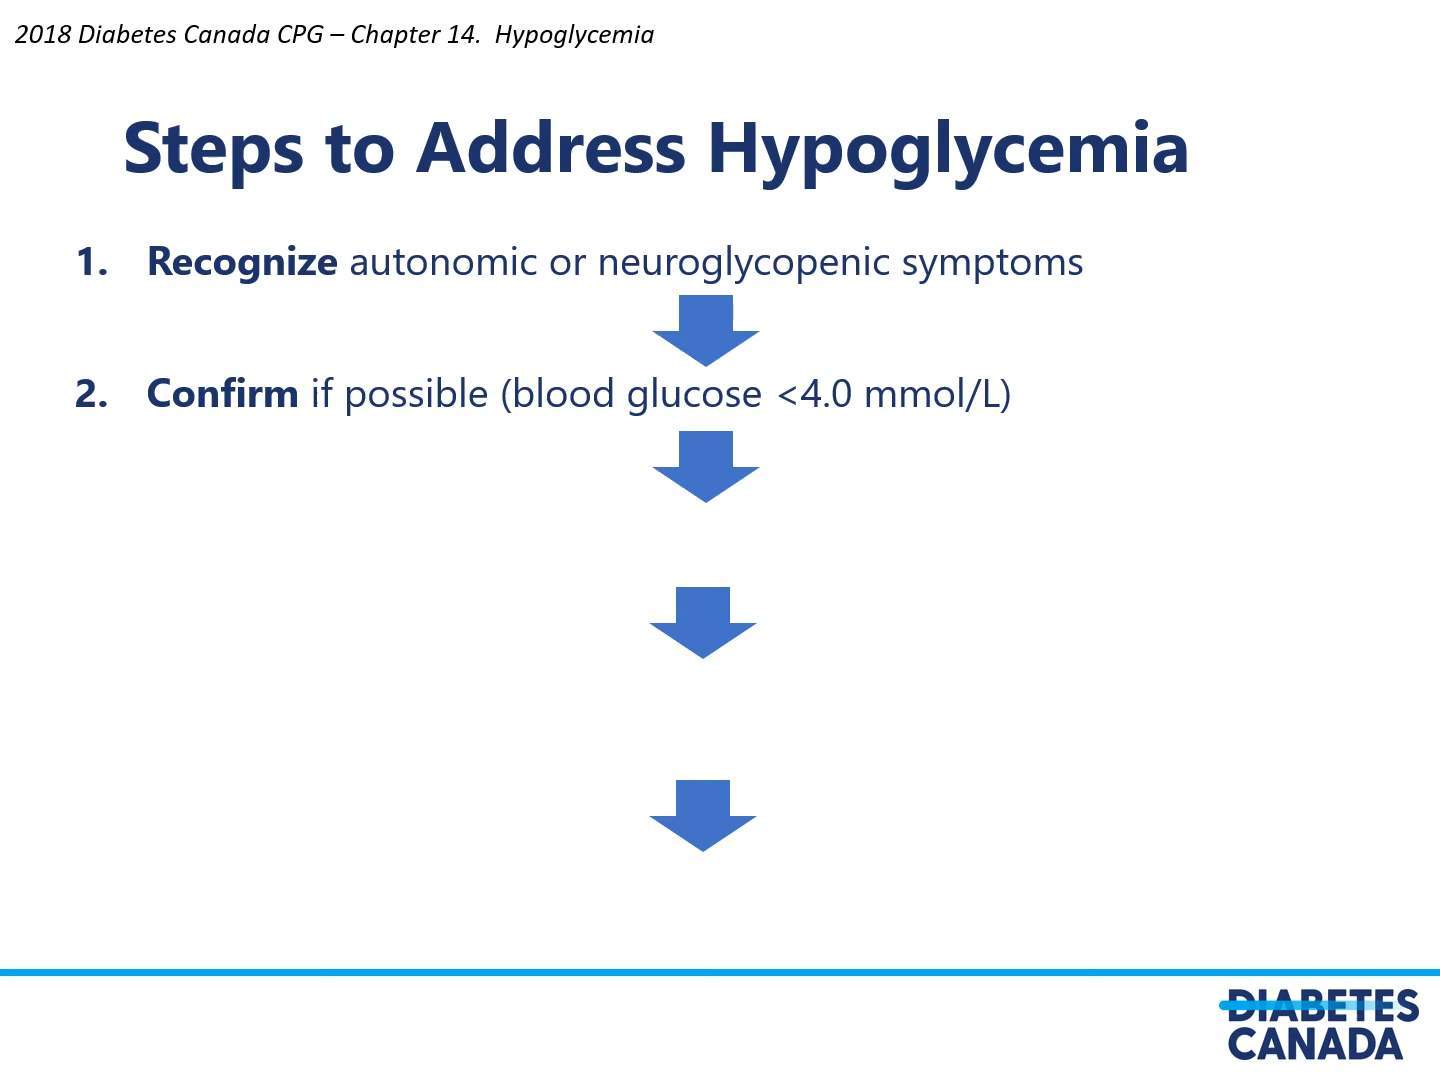 2018 Diabetes Canada CPG – Chapter 14.  Hypoglycemia
Steps to Address Hypoglycemia
1. Recognize autonomic or neuroglycopenic symptoms
2. Confirm if possible (blood glucose <4.0 mmol/L)
DIABETES
CANADA